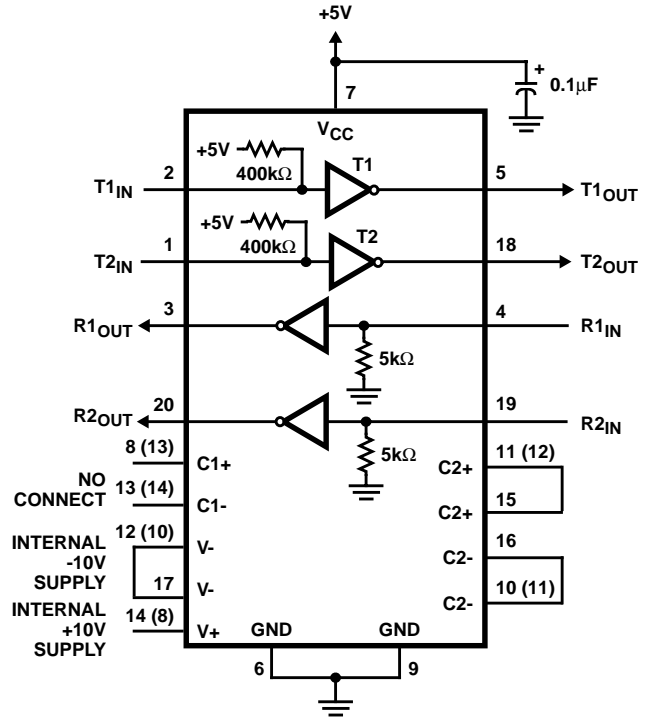 +5V
7
+
0.1μF
VCC
+5V
400kΩ
T1
2
5
T1IN
T1OUT
+5V
400kΩ
T2
1
18
T2IN
T2OUT
3
4
R1OUT
R1IN
5kΩ
20
19
R2OUT
R2IN
5kΩ
8 (13)
C1+
NO
CONNECT
13 (14)
C1-
11 (12)
C2+
15
C2+
INTERNAL
-10V
SUPPLY
12 (10)
V-
17
V-
16
C2-
10 (11)
C2-
INTERNAL
+10V
SUPPLY
14 (8)
V+
GND
GND
6
9